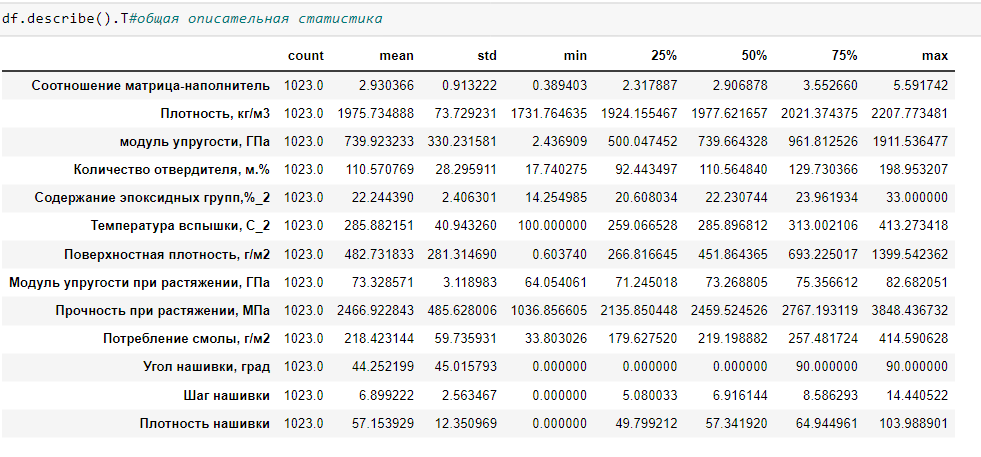 df.describe().T#общая описательная статистика
count mean std min 25% 50% 75% max
Соотношение матрица-наполнитель 1023.0 2.930366 0.913222 0.389403 2.317887 2.906878 3.552660 5.591742
Плотность, кг/м3 1023.0 1975.734888 73.729231 1731.764635 1924.155467 1977.621657 2021.374375 2207.773481
модуль упругости, ГПа 1023.0 739.923233 330.231581 2.436909 500.047452 739.664328 961.812526 1911.536477
Количество отвердителя, м.% 1023.0 110.570769 28.295911 17.740275 92.443497 110.564840 129.730366 198.953207
Содержание эпоксидных групп,%_2 1023.0 22.244390 2.406301 14.254985 20.608034 22.230744 23.961934 33.000000
Температура вспышки, С_2 1023.0 285.882151 40.943260 100.000000 259.066528 285.896812 313.002106 413.273418
Поверхностная плотность, г/м2 1023.0 482.731833 281.314690 0.603740 266.816645 451.864365 693.225017 1399.542362
Модуль упругости при растяжении, ГПа 1023.0 73.328571 3.118983 64.054061 71.245018 73.268805 75.356612 82.682051
Прочность при растяжении, МПа 1023.0 2466.922843 485.628006 1036.856605 2135.850448 2459.524526 2767.193119 3848.436732
Потребление смолы, г/м2 1023.0 218.423144 59.735931 33.803026 179.627520 219.198882 257.481724 414.590628
Угол нашивки, град 1023.0 44.252199 45.015793 0.000000 0.000000 0.000000 90.000000 90.000000
Шаг нашивки 1023.0 6.899222 2.563467 0.000000 5.080033 6.916144 8.586293 14.440522
Плотность нашивки 1023.0 57.153929 12.350969 0.000000 49.799212 57.341920 64.944961 103.988901